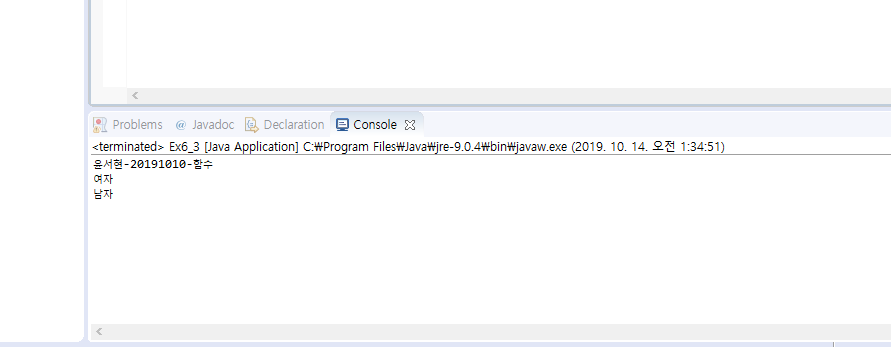 Problems @ Javadoc Declaration Console
<terminated> Ex6_3 [Java Application] C:₩Program Files₩Java₩jre-9.0.4₩bin₩javaw.exe (2019. 10. 14. 오전 1:34:51)
윤서현-20191010-함수
여자
남자